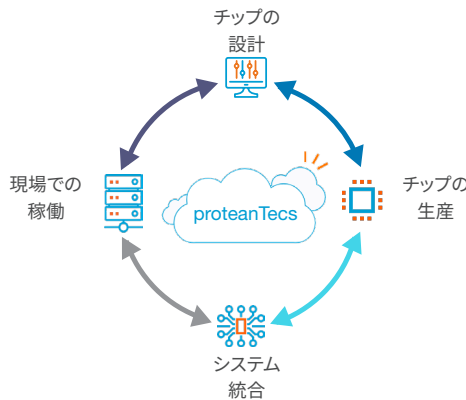 チップの
設計
現場での
稼働
proteanTecs
チップの
生産
システム
統合